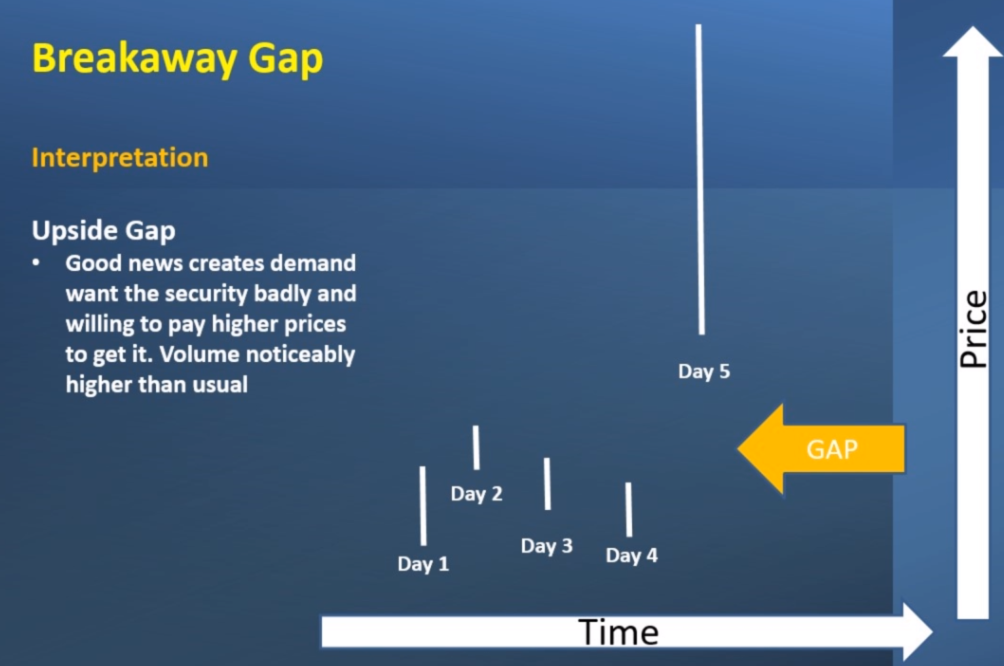 Breakaway Gap
Interpretation
Upside Gap
• Good news creates demand
want the security badly and
willing to pay higher prices
to get it. Volume noticeably
higher than usual
Day 5
GAP
Day 2
Day 3
Day 4
Day 1
Time
Price